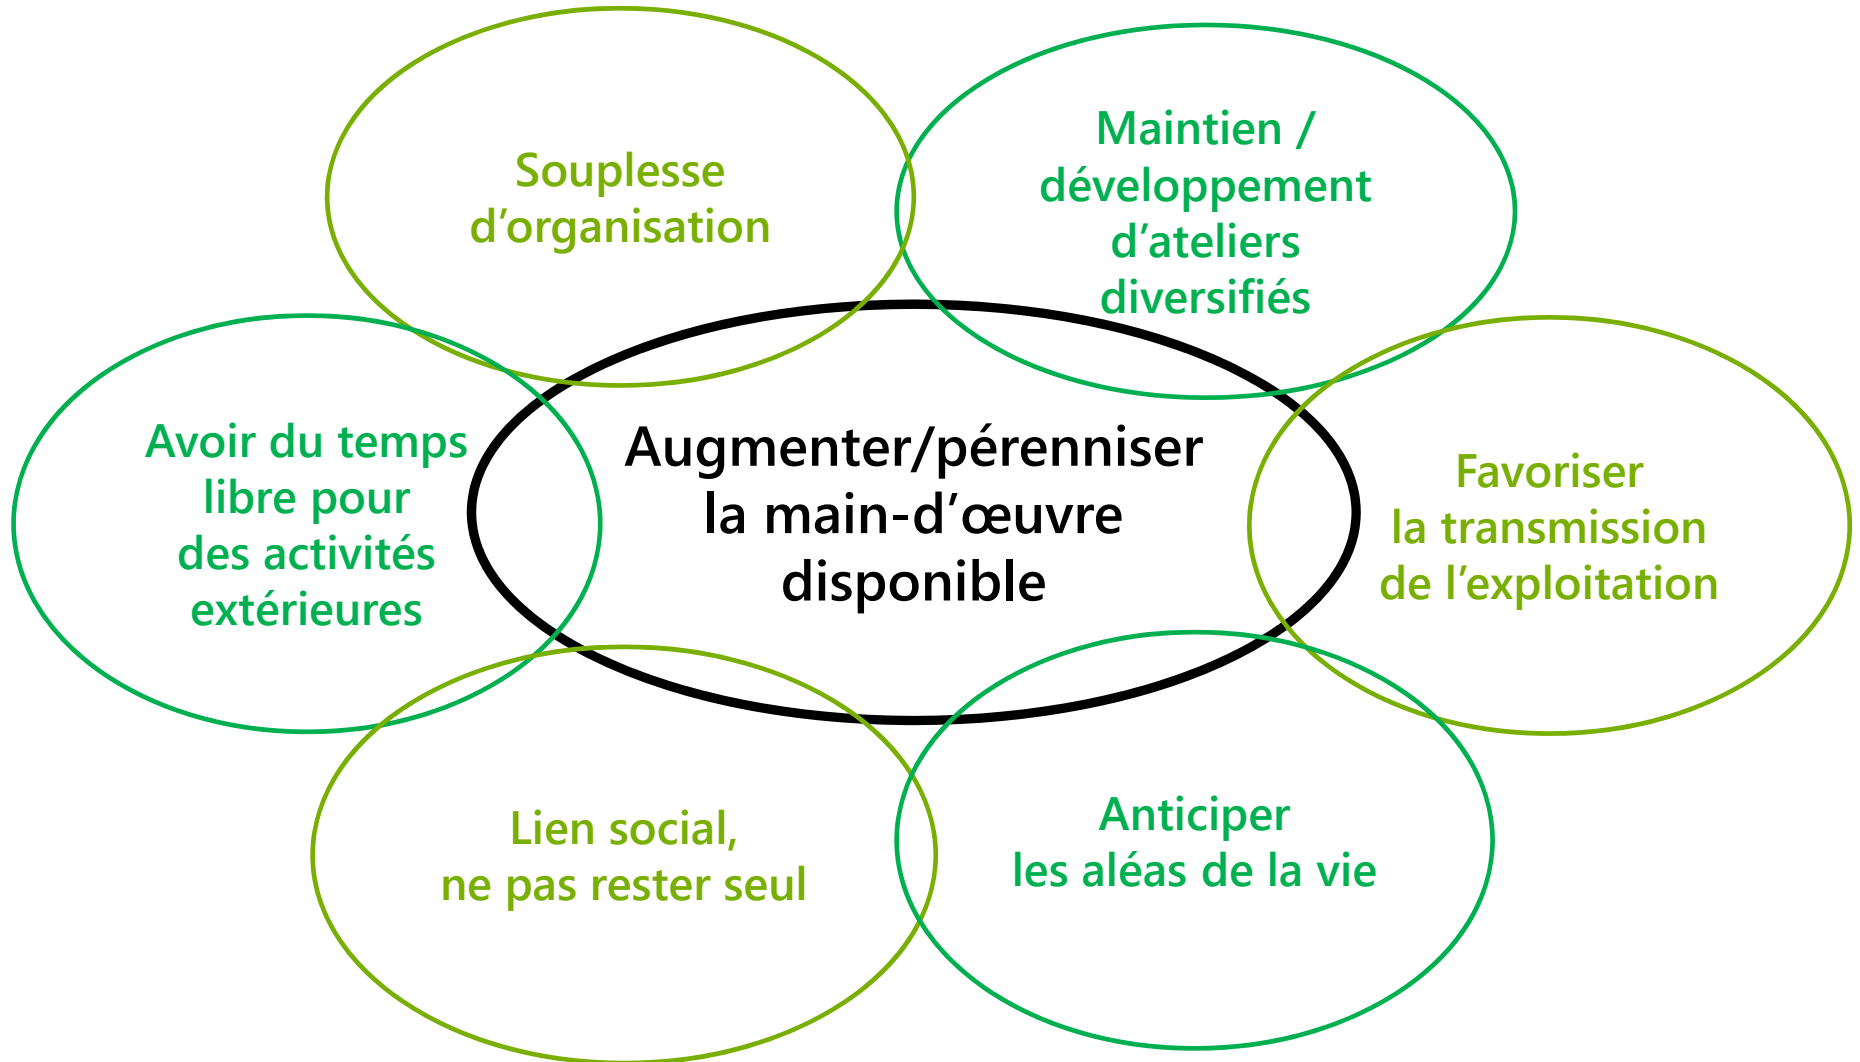 Souplesse
d’organisation
Maintien /
développement
d’ateliers
diversifiés
Avoir du temps
libre pour
des activités
extérieures
Augmenter/pérenniser
la main-d’œuvre
disponible
Favoriser
la transmission
de l’exploitation
Lien social,
ne pas rester seul
Anticiper
les aléas de la vie